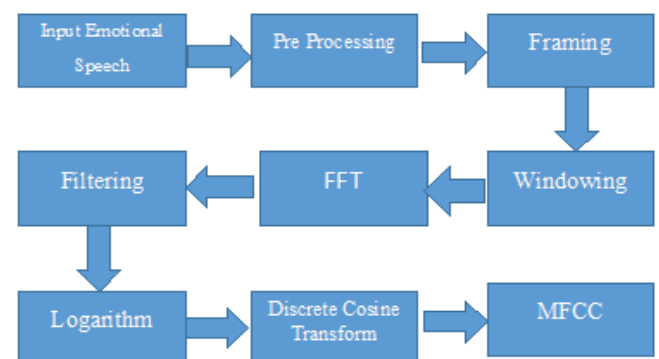 Input Emotional
Speech
Pre Processing
Framing
Windowing
FFT
Filtering
Logarithm
Discrete Cosine
Transform
MFCC